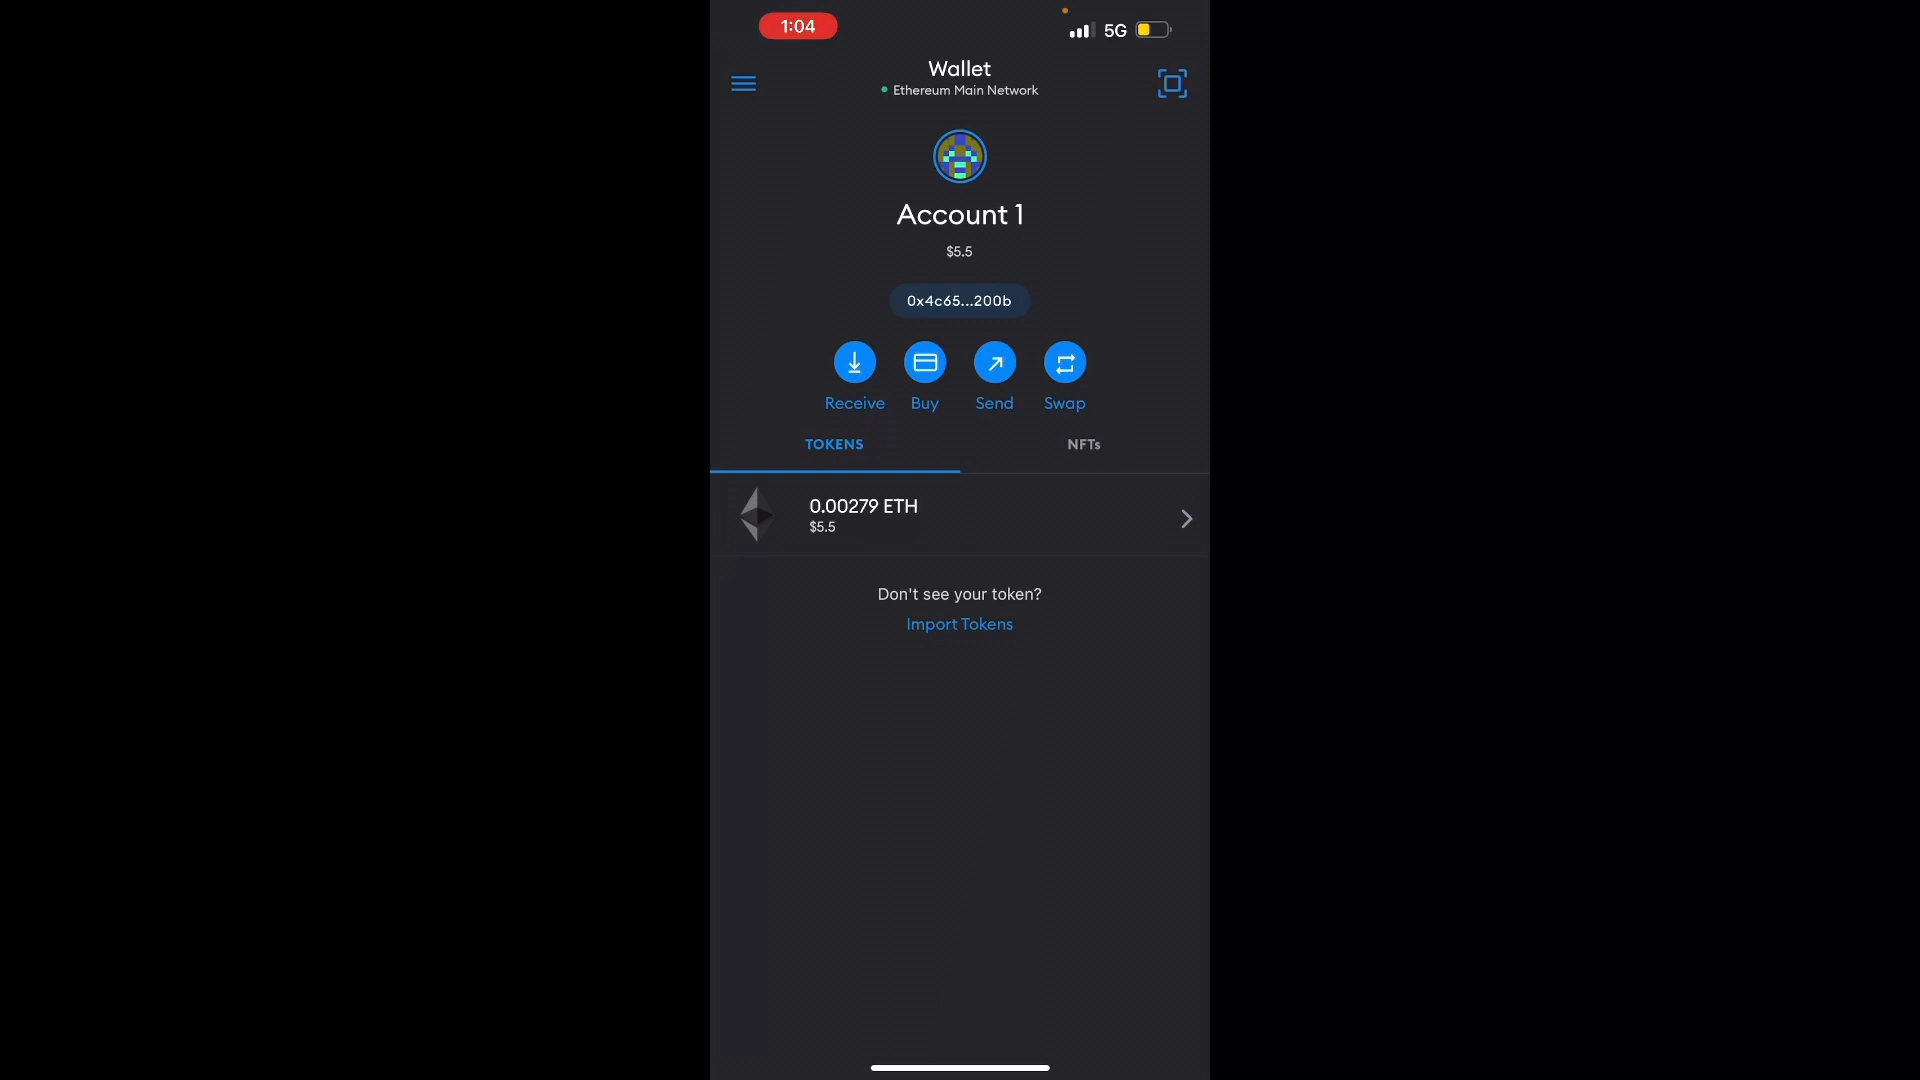 1:04
5G
Wallet
Ethereum Main Network
Account 1
$5.5
0x4c65...200b
Receive Buy Send Swap
TOKENS NFTs
0.00279 ETH
$5.5
Don't see your token?
Import Tokens